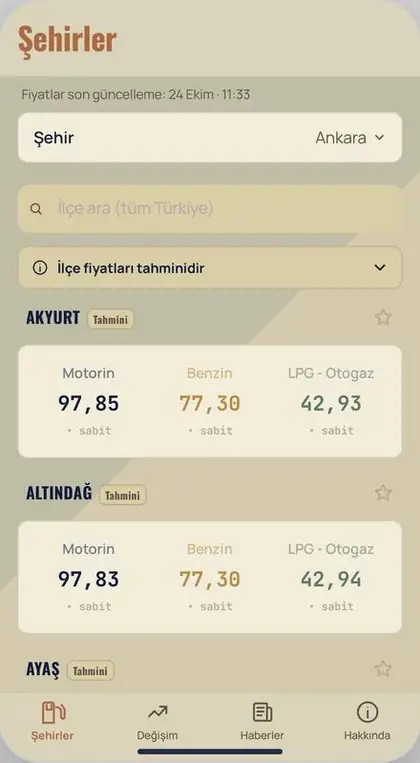 Şehirler
Fiyatlar son güncelleme: 24 Ekim · 11:33
Şehir Ankara
İlçe ara (tüm Türkiye)
İlçe fiyatları tahminidir
AKYURT Tahmini
Motorin Benzin LPG - Otogaz
97,85 77,30 42,93
• sabit • sabit • sabit
ALTINDAĞ Tahmini
Motorin Benzin LPG - Otogaz
97,83 77,30 42,94
• sabit • sabit • sabit
AYAŞ Tahmini
Şehirler Değişim Haberler Hakkında